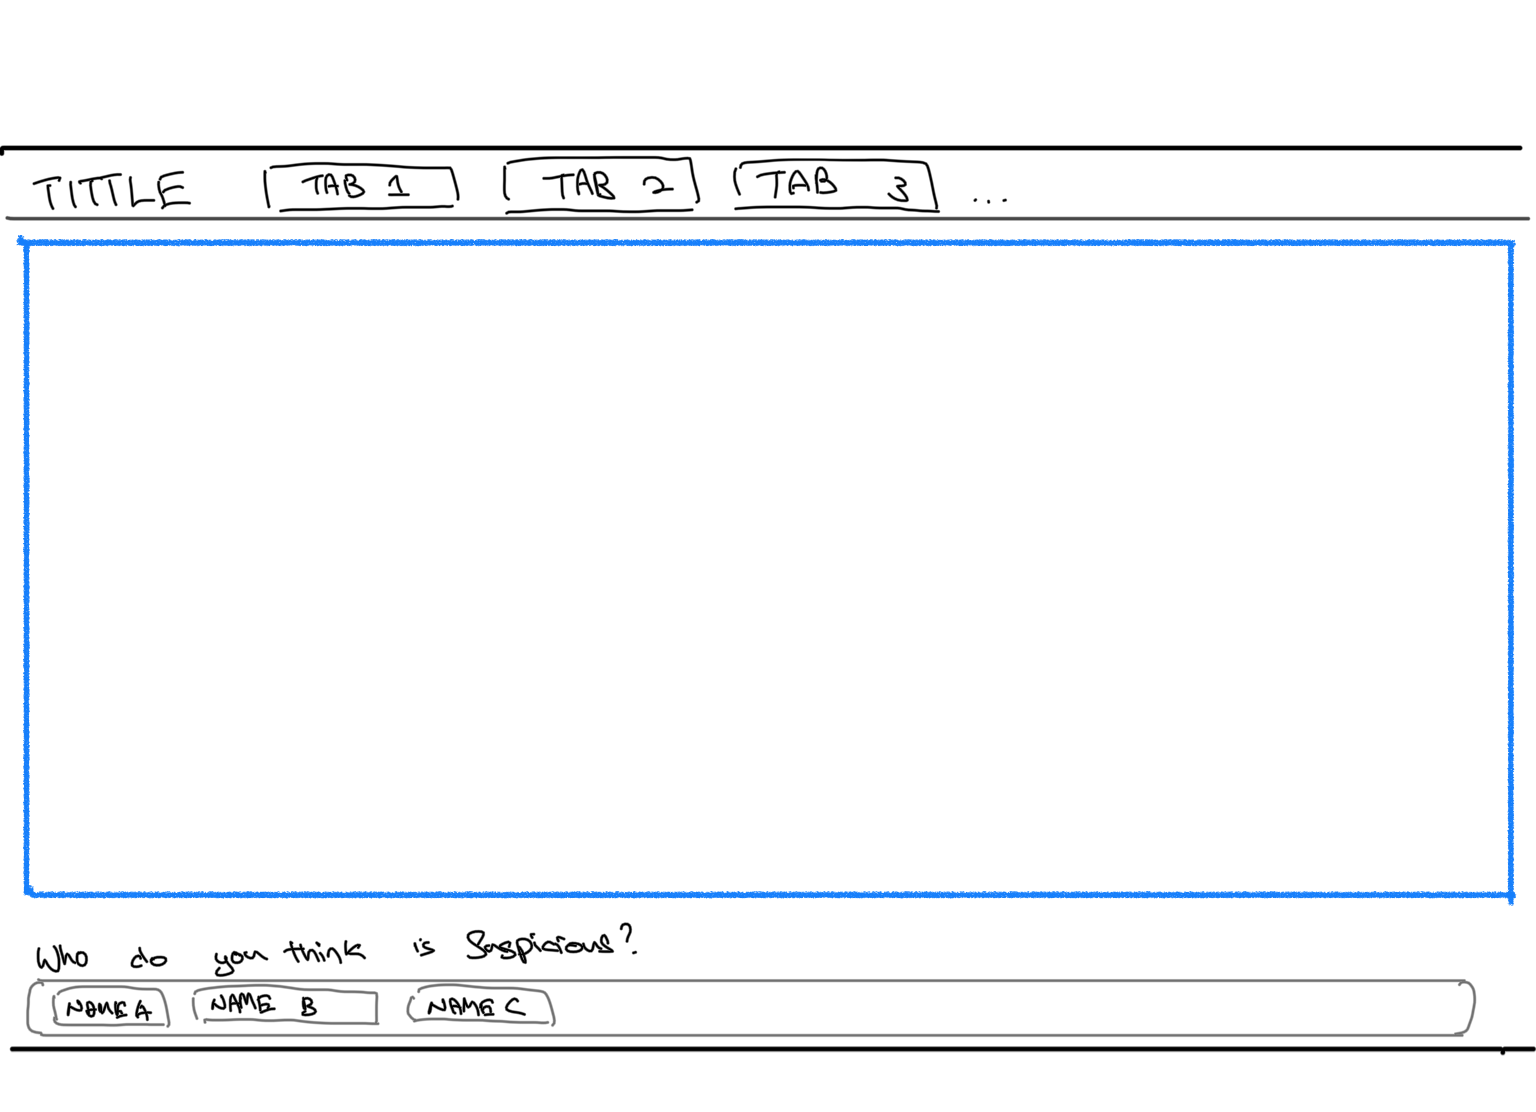 TITTLE TAB 1 TAB 2 TAB 3 ...
Who do you think is Suspicious?
NAME A NAME B NAME C